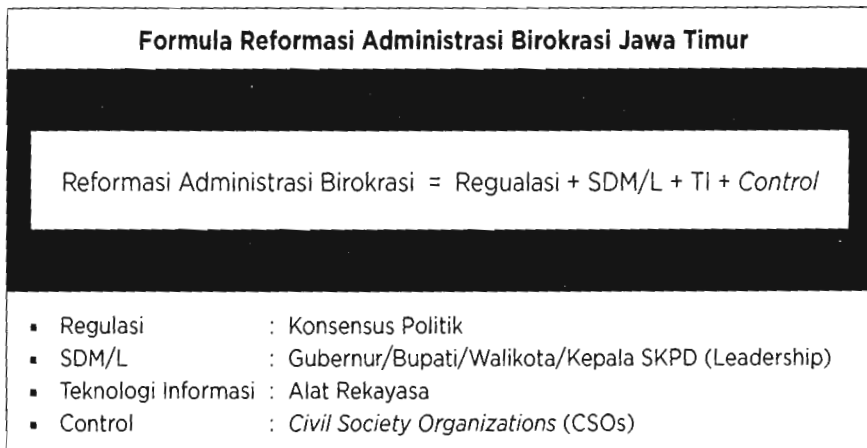 Formula Reformasi Administrasi Birokrasi Jawa Timur
Reformasi Administrasi Birokrasi = Regualasi + SDM/L + TI + Control
▪ Regulasi : Konsensus Politik
▪ SDM/L : Gubernur/Bupati/Walikota/Kepala SKPD (Leadership)
▪ Teknologi Informasi : Alat Rekayasa
▪ Control : Civil Society Organizations (CSOs)